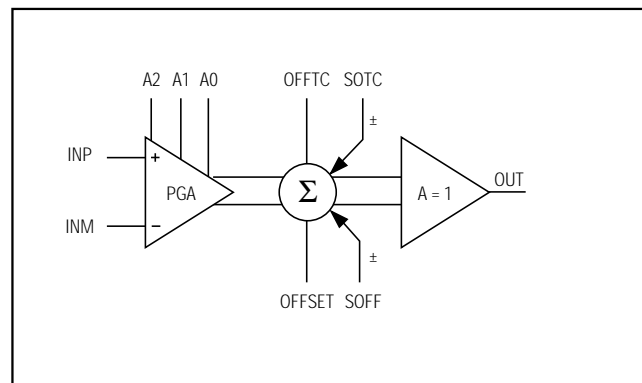 A2 A1 A0 OFFTC SOTC
±
INP + PGA Σ A = 1 OUT
INM −
±
OFFSET SOFF